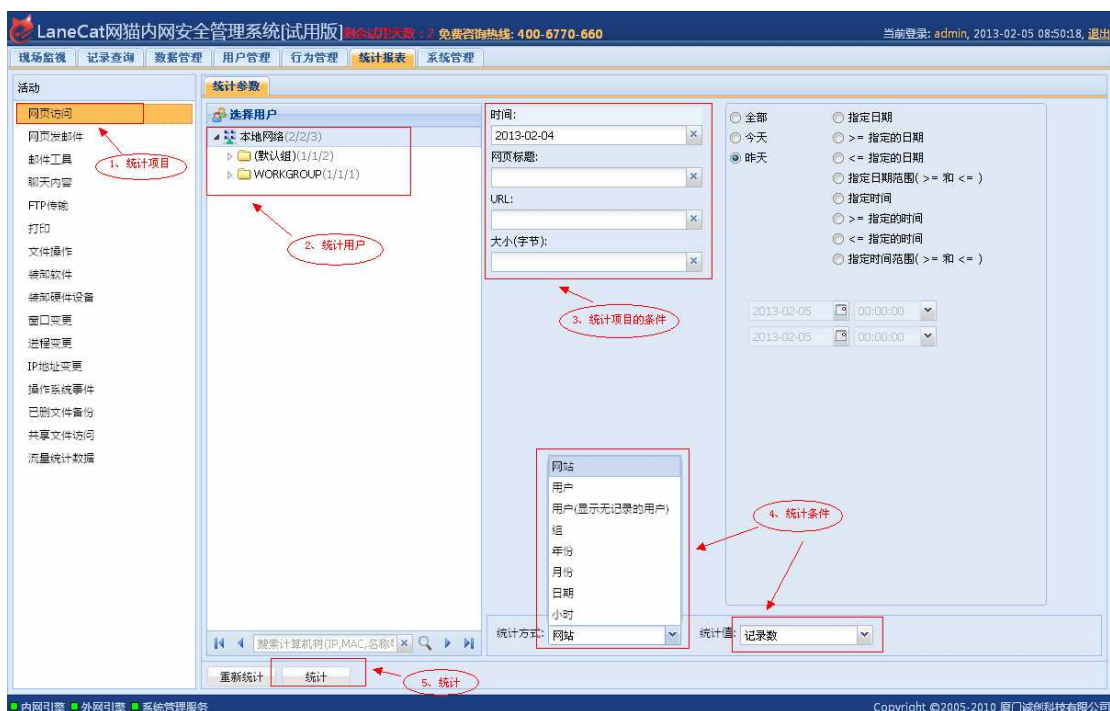 LaneCat网猫内网安全管理系统[试用版]剩余试用天数：2 免费咨询热线: 400-6770-660
当前登录: admin, 2013-02-05 08:50:18, 退出
现场监视 记录查询 数据管理 用户管理 行为管理 统计报表 系统管理
活动
网页访问
网页发邮件
邮件工具
聊天内容
FTP传输
打印
文件操作
装卸软件
装卸硬件设备
窗口变更
进程变更
IP地址变更
操作系统事件
已删文件备份
共享文件访问
流量统计数据
1、统计项目
统计参数
选择用户
本地网络(2/2/3)
(默认组)(1/1/2)
WORKGROUP(1/1/1)
2、统计用户
时间:
2013-02-04
网页标题:
URL:
大小(字节):
3、统计项目的条件
全部 指定日期
今天 >= 指定的日期
昨天 <= 指定的日期
指定日期范围( >= 和 <= )
指定时间
>= 指定的时间
<= 指定的时间
指定时间范围( >= 和 <= )
2013-02-05 00:00:00
2013-02-05 00:00:00
网站
用户
用户(显示无记录的用户)
组
年份
月份
日期
小时
4、统计条件
统计方式: 网站 统计值: 记录数
搜索计算机树(IP,MAC,名称
重新统计 统计
5、统计
内网引擎 外网引擎 系统管理服务
Copyright ©2005-2010 厦门诚创科技有限公司